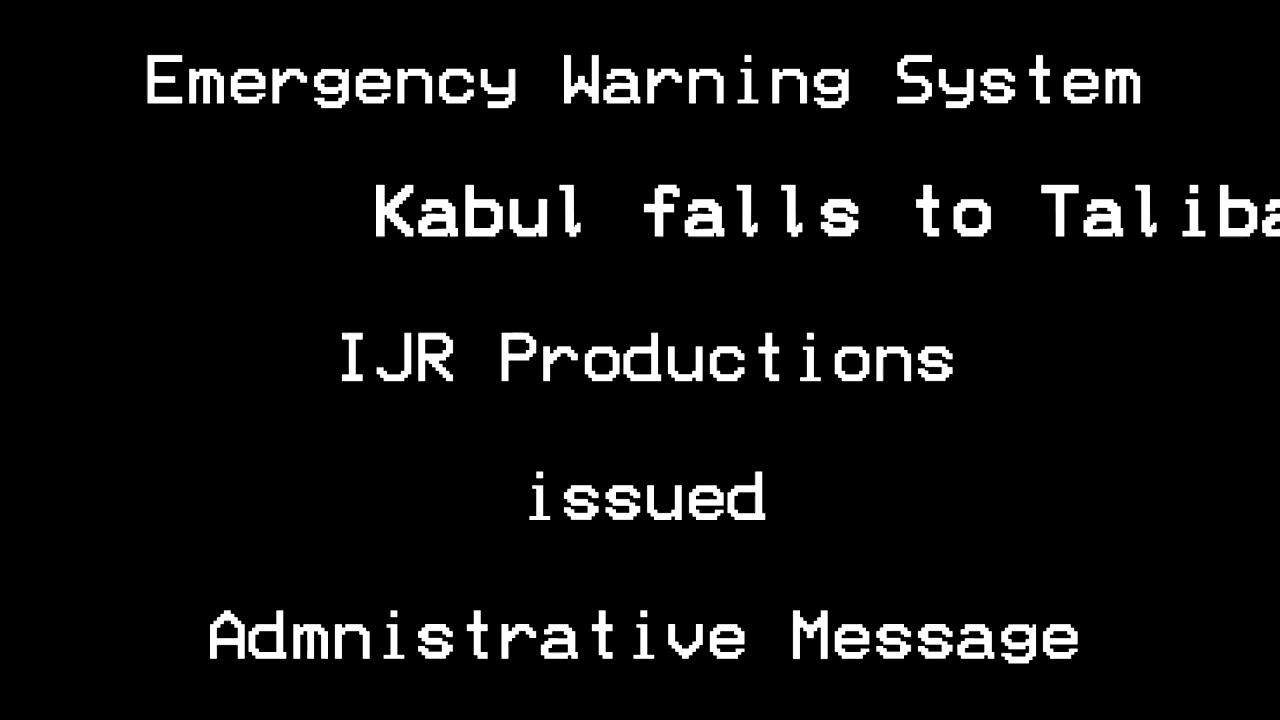 Emergency Warning System
Kabul falls to Taliba
IJR Productions
issued
Admnistrative Message